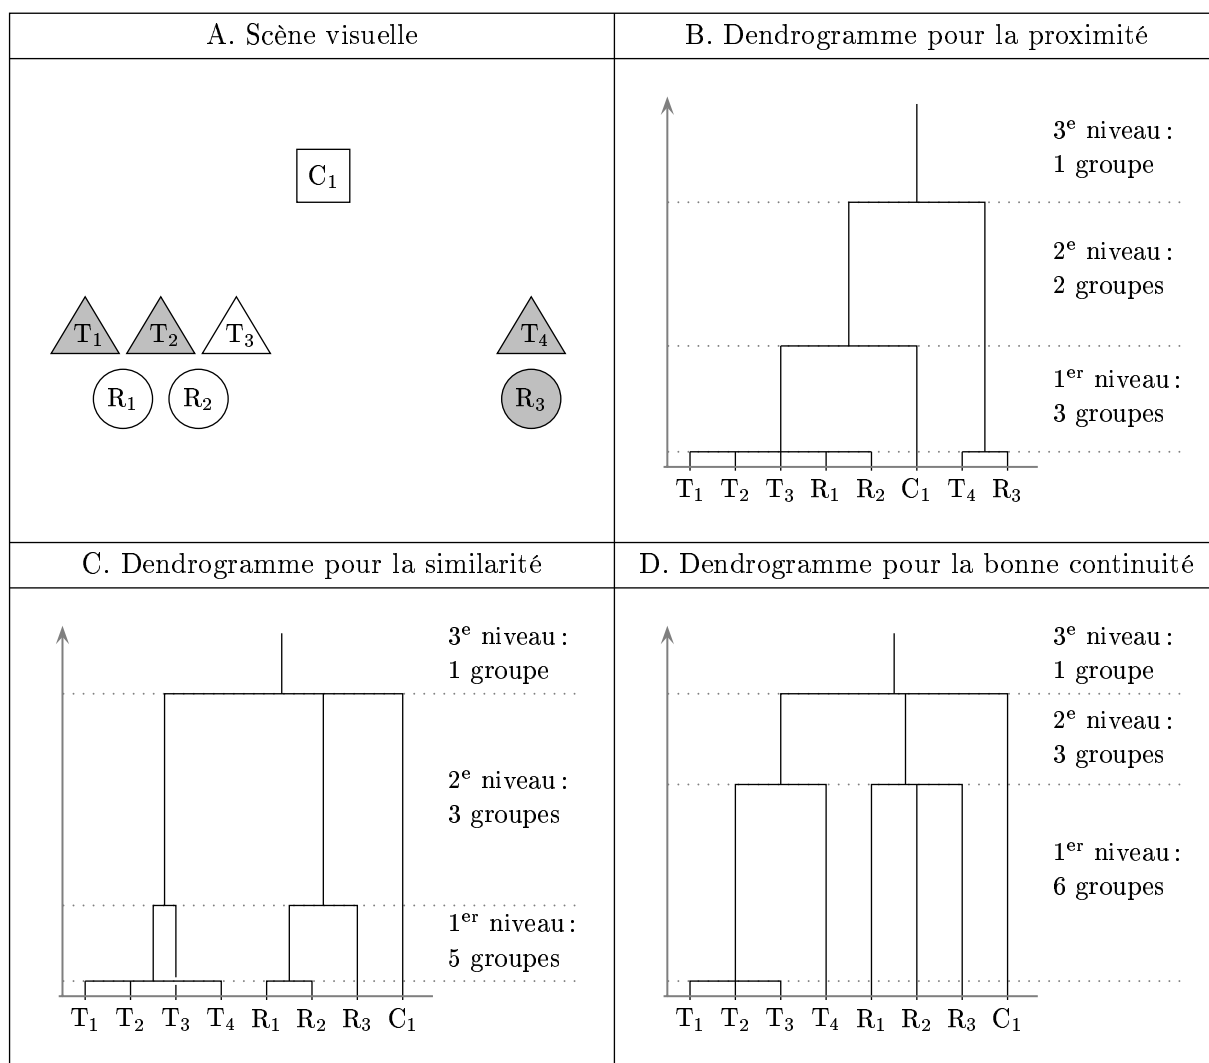 A. Scène visuelle
C₁
T₁ T₂ T₃ T₄
R₁ R₂ R₃
B. Dendrogramme pour la proximité
3ᵉ niveau :
1 groupe
2ᵉ niveau :
2 groupes
1ᵉʳ niveau :
3 groupes
T₁ T₂ T₃ R₁ R₂ C₁ T₄ R₃
C. Dendrogramme pour la similarité
3ᵉ niveau :
1 groupe
2ᵉ niveau :
3 groupes
1ᵉʳ niveau :
5 groupes
T₁ T₂ T₃ T₄ R₁ R₂ R₃ C₁
D. Dendrogramme pour la bonne continuité
3ᵉ niveau :
1 groupe
2ᵉ niveau :
3 groupes
1ᵉʳ niveau :
6 groupes
T₁ T₂ T₃ T₄ R₁ R₂ R₃ C₁